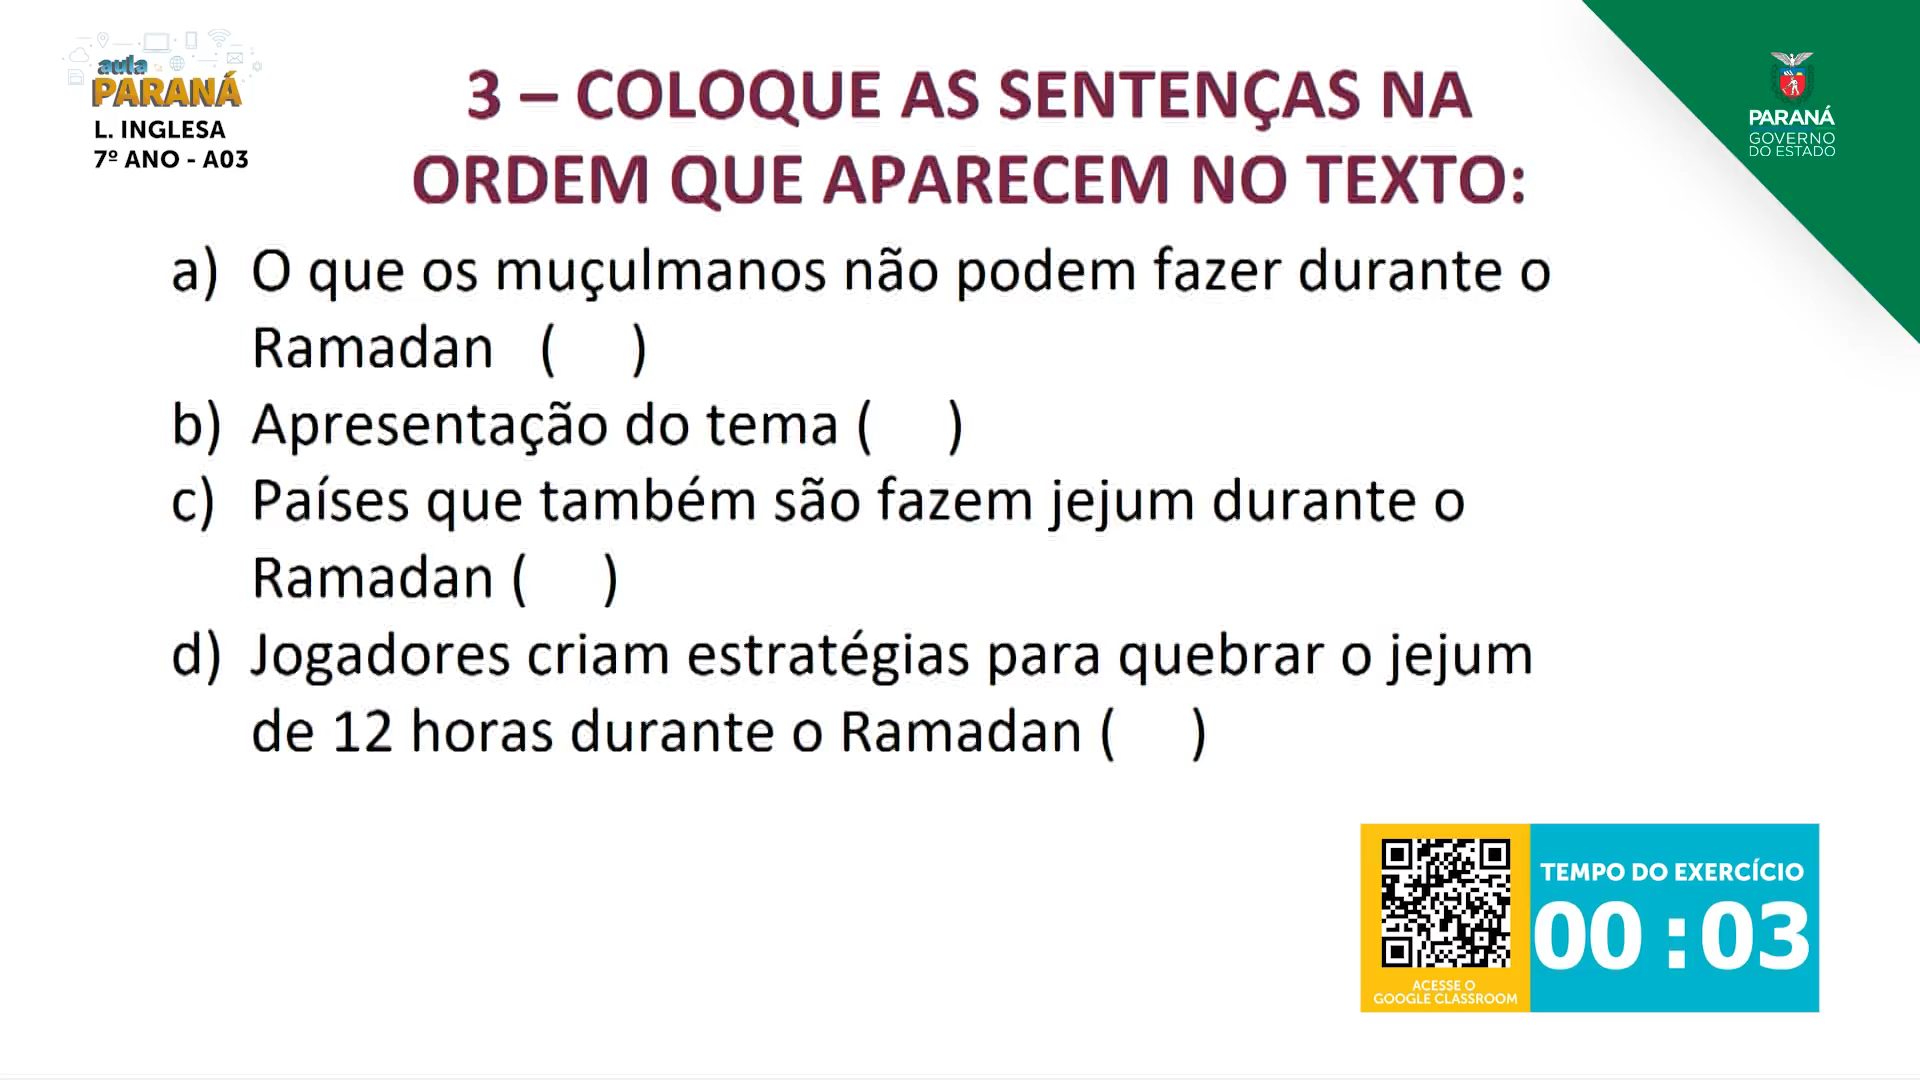 aula
PARANÁ
L. INGLESA
7º ANO - A03
3 – COLOQUE AS SENTENÇAS NA
ORDEM QUE APARECEM NO TEXTO:
PARANÁ
GOVERNO
DO ESTADO
a) O que os muçulmanos não podem fazer durante o
Ramadan ( )
b) Apresentação do tema ( )
c) Países que também são fazem jejum durante o
Ramadan ( )
d) Jogadores criam estratégias para quebrar o jejum
de 12 horas durante o Ramadan ( )
ACESSE O
GOOGLE CLASSROOM
TEMPO DO EXERCÍCIO
00:03